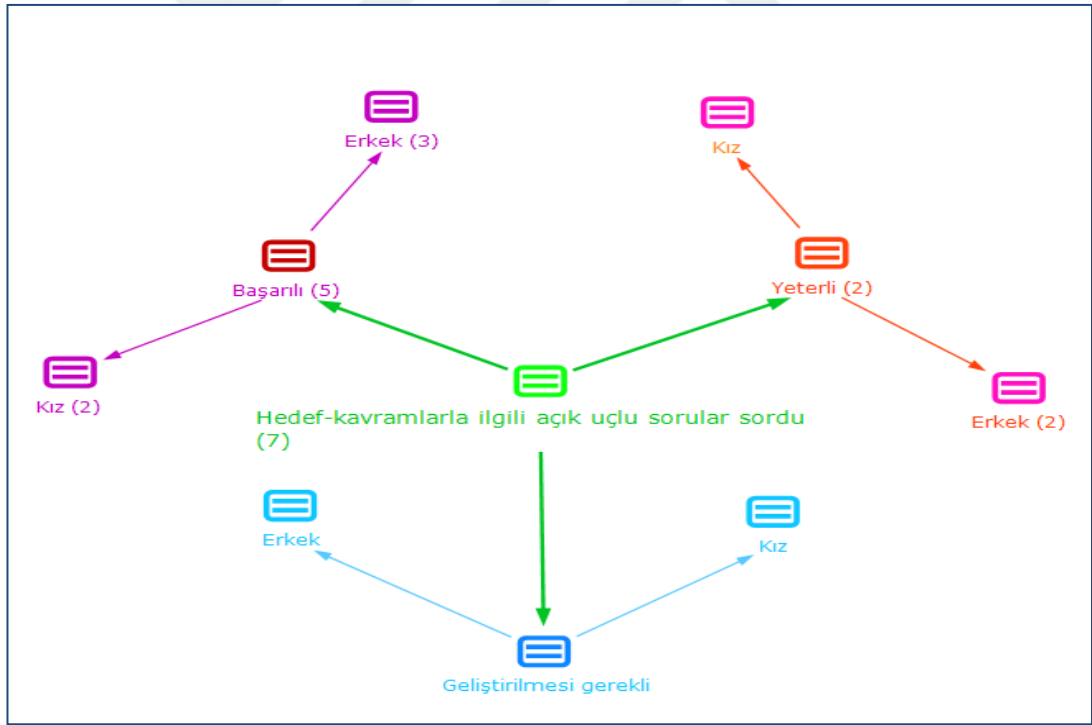 Erkek (3)
Kız
Başarılı (5)
Yeterli (2)
Kız (2)
Erkek (2)
Hedef-kavramlarla ilgili açık uçlu sorular sordu
(7)
Erkek
Kız
Geliştirilmesi gerekli